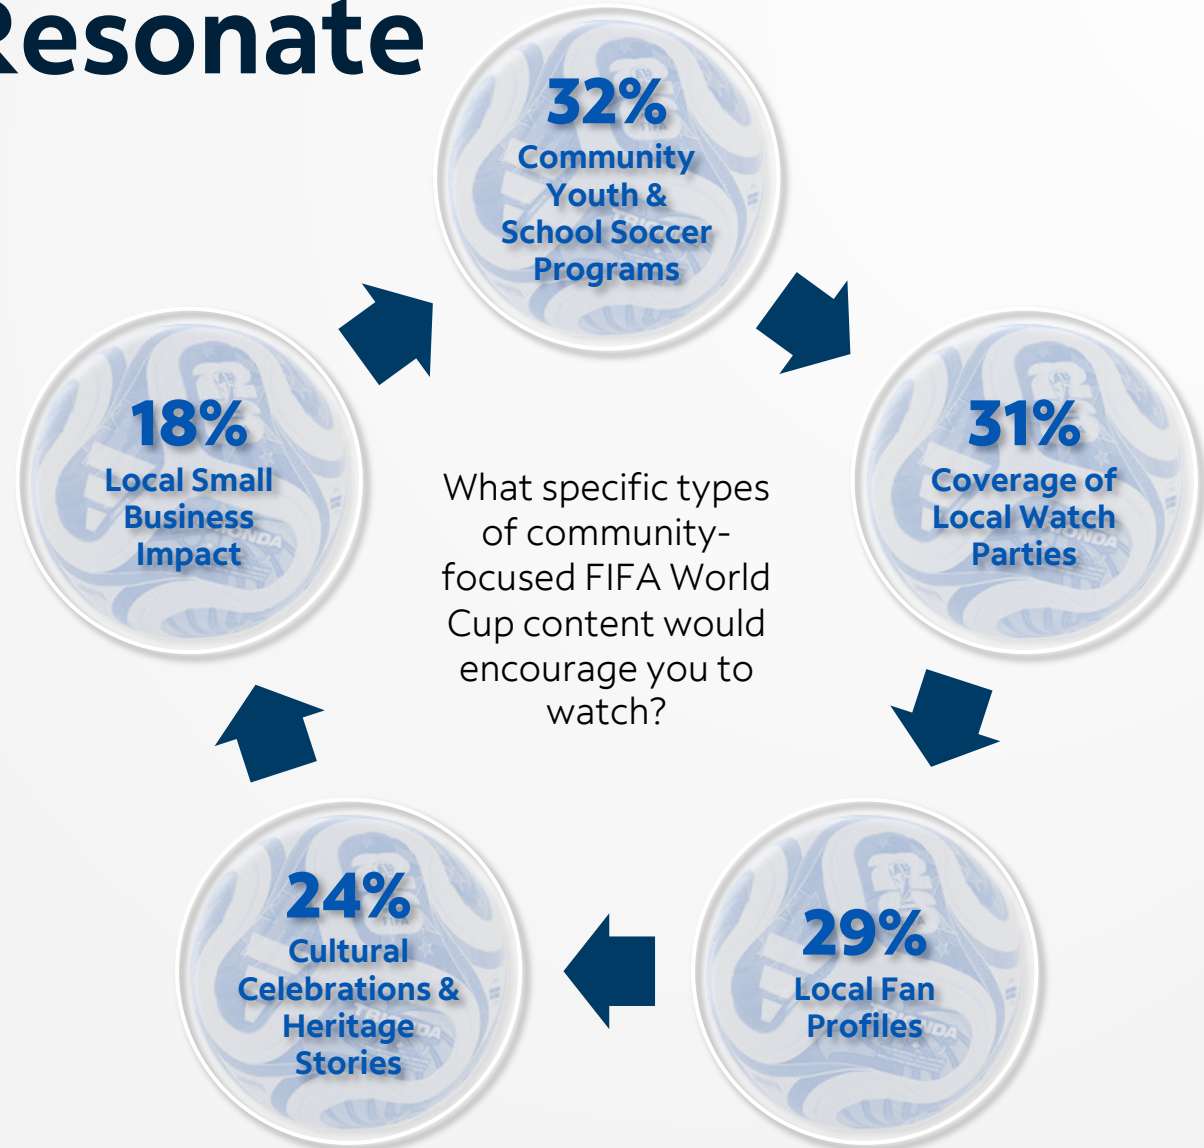 Resonate
32%
Community
Youth &
School Soccer
Programs
31%
Coverage of
Local Watch
Parties
29%
Local Fan
Profiles
24%
Cultural
Celebrations &
Heritage
Stories
18%
Local Small
Business
Impact
What specific types
of community-
focused FIFA World
Cup content would
encourage you to
watch?